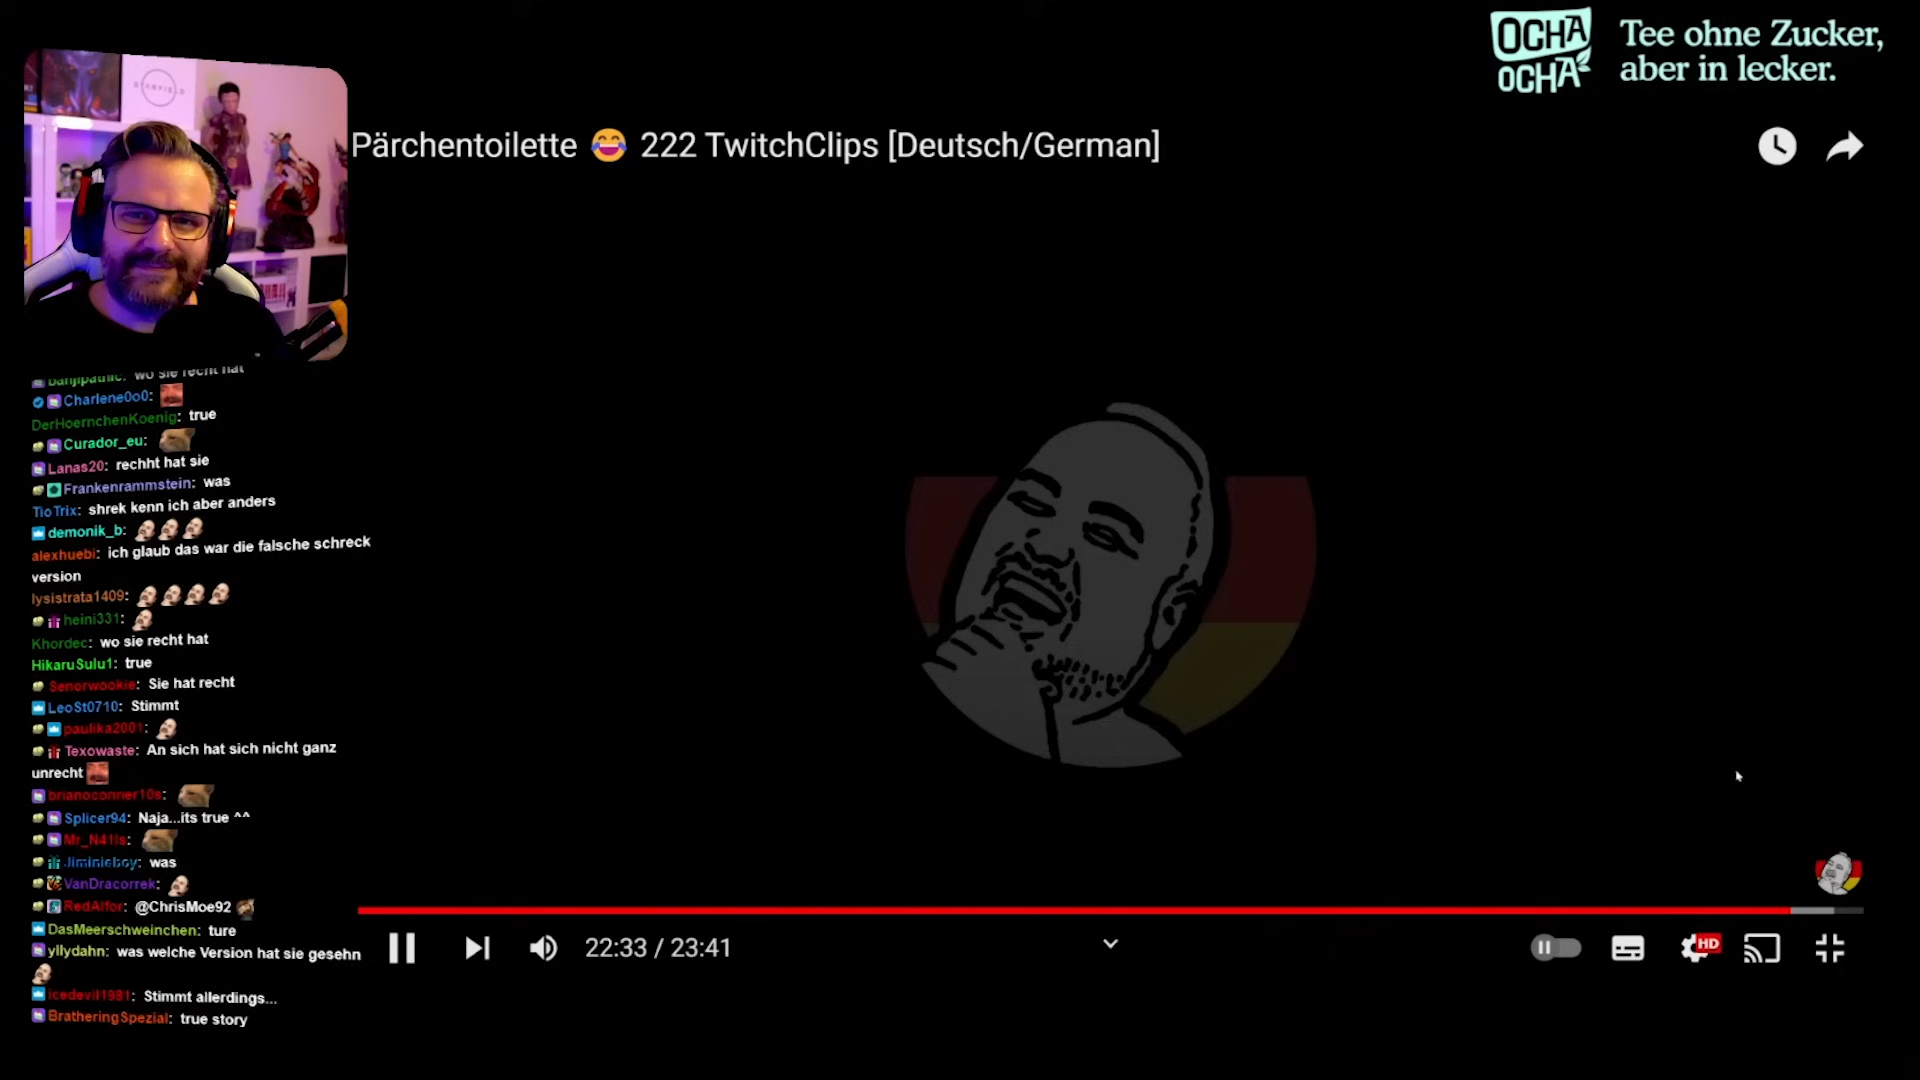 OCHA
OCHA
Tee ohne Zucker,
aber in lecker.
STARFIELD
Pärchentoilette 😂 222 TwitchClips [Deutsch/German]
wo sie recht hat
Charlene0o0:
DerHoernchenKoenig: true
Curador_eu:
Lanas20: rechht hat sie
Frankenrammstein: was
TioTrix: shrek kenn ich aber anders
demonik_b:
alexhuebi: ich glaub das war die falsche schreck
version
lysistrata1409:
heini331:
Khordec: wo sie recht hat
HikaruSulu1: true
Senorwookie: Sie hat recht
LeoSt0710: Stimmt
paulika2001:
Texowaste: An sich hat sich nicht ganz
unrecht
brianoconner10s:
Splicer94: Naja...its true ^^
Mr_N41ls:
Jiminieboy: was
VanDracorrek:
RedAlfor: @ChrisMoe92
DasMeerschweinchen: ture
yllydahn: was welche Version hat sie gesehn
icedevil1981: Stimmt allerdings...
BratheringSpezial: true story
22:33 / 23:41
HD